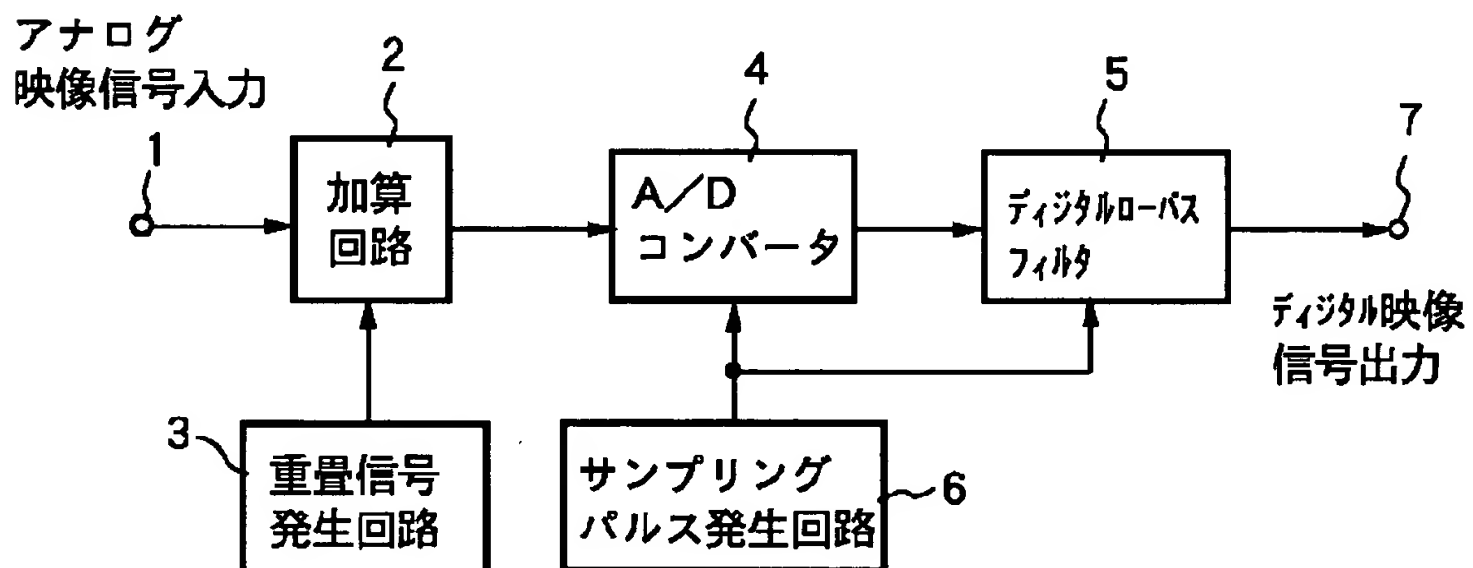 アナログ
映像信号入力
1
2
加算
回路
3
重畳信号
発生回路
4
A／D
コンバータ
5
ディジタルローパス
フィルタ
サンプリング
パルス発生回路
6
7
ディジタル映像
信号出力